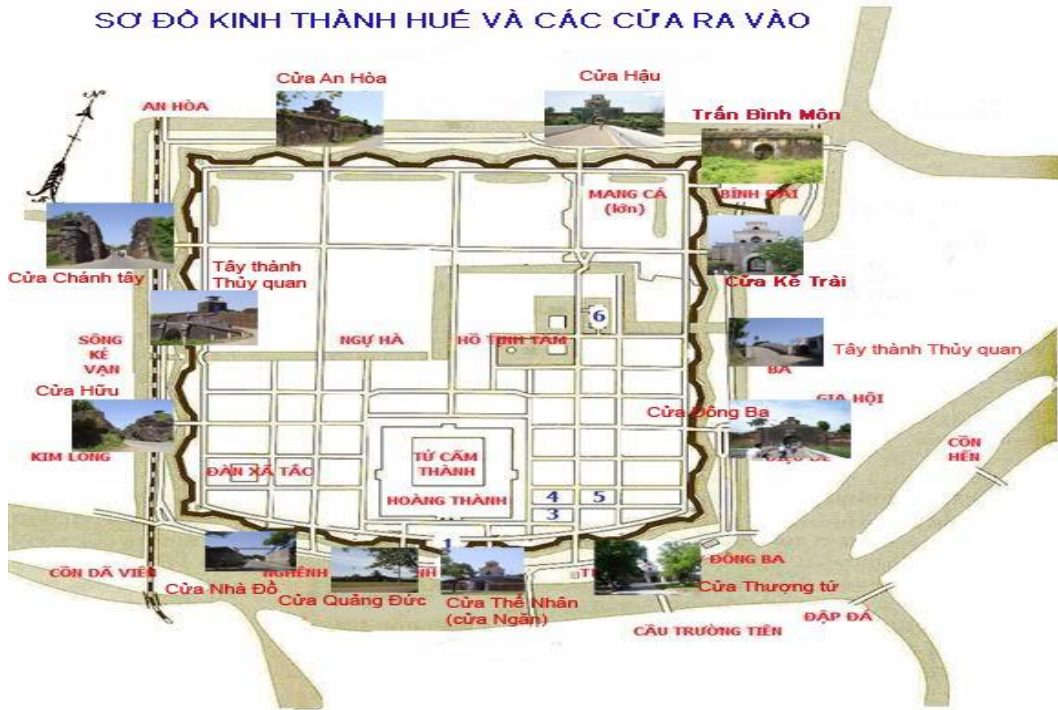 SƠ ĐỒ KINH THÀNH HUẾ VÀ CÁC CỬA RA VÀO
Cửa An Hòa
Cửa Hậu
AN HÒA
N
Trấn Bình Môn
MANG CÁ
(lớn)
BÌNH ĐÀI
Cửa Chánh tây
Tây thành
Thủy quan
Cửa Kẻ Trài
6
SÔNG
KẺ
VẠN
NGỰ HÀ
HỒ TỊNH TÂM
Tây thành Thủy quan
BA
Cửa Hữu
GIA HỘI
Cửa Đông Ba
KIM LONG
TỬ CẤM
THÀNH
CỒN
HẾN
ĐÀN XÃ TẮC
HOÀNG THÀNH
4
5
3
1
CỒN DÃ VIÊN
NGHÊNH
NH
ĐÔNG BA
Cửa Nhà Đồ
Cửa Quảng Đức
Cửa Thể Nhân
(cửa Ngăn)
Cửa Thượng tứ
CẦU TRƯỜNG TIỀN
ĐẬP ĐÁ